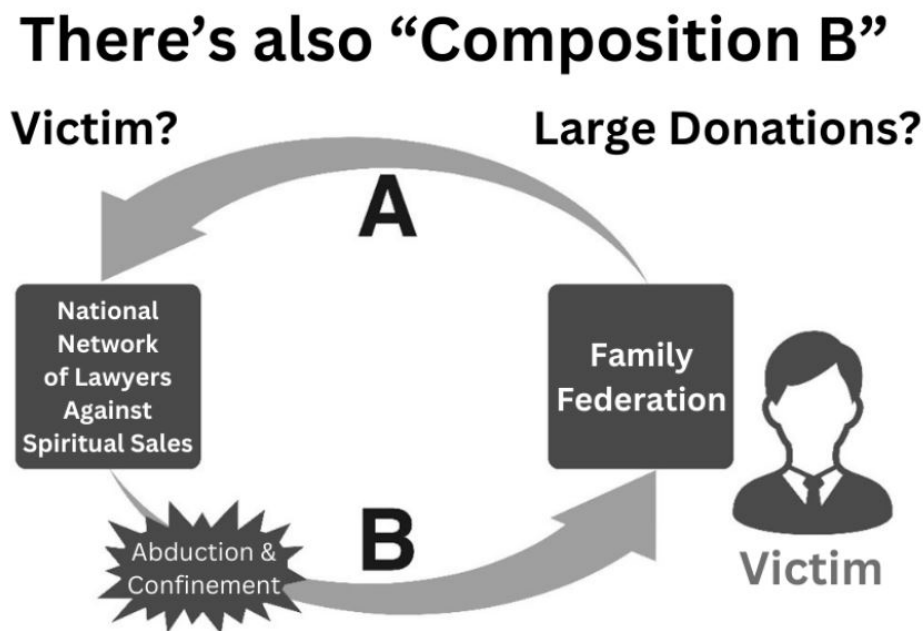 There’s also “Composition B”
Victim?
Large Donations?
A
National
Network
of Lawyers
Against
Spiritual Sales
Family
Federation
Abduction &
Confinement
B
Victim